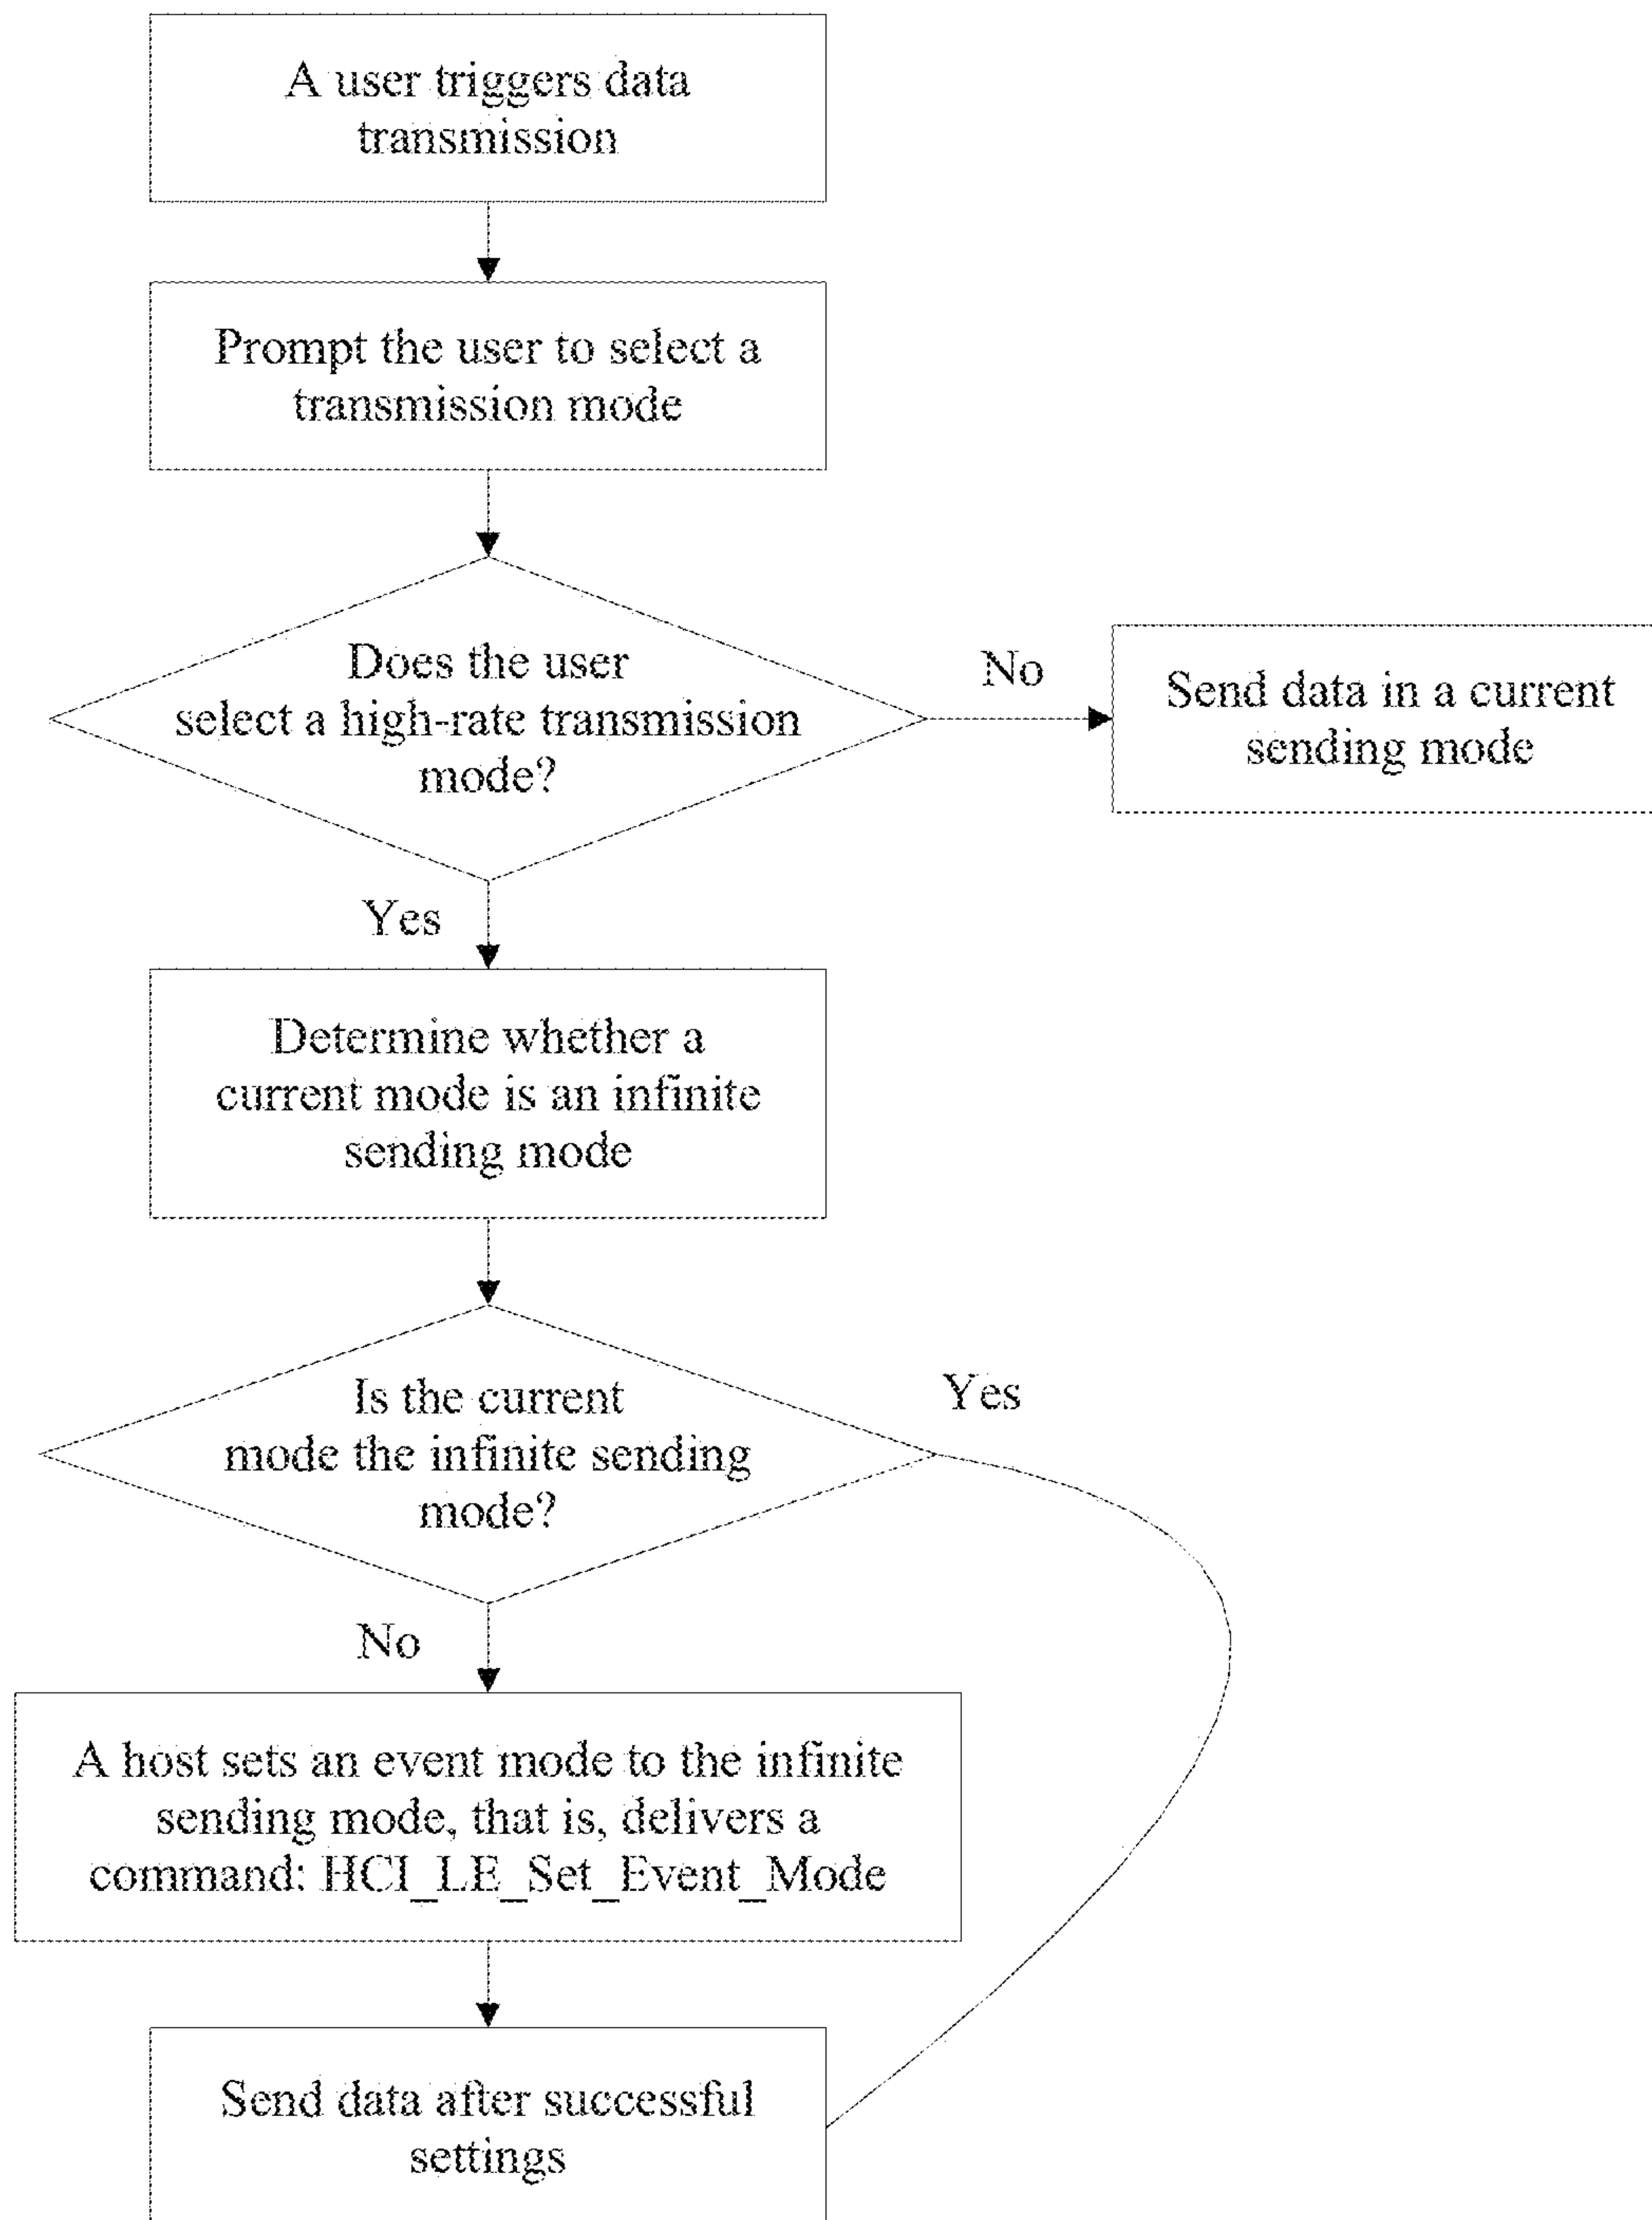 A user triggers data
transmission
Prompt the user to select a
transmission mode
Does the user
select a high-rate transmission
mode?
No
Send data in a current
sending mode
Yes
Determine whether a
current mode is an infinite
sending mode
Is the current
mode the infinite sending
mode?
Yes
No
A host sets an event mode to the infinite
sending mode, that is, delivers a
command: HCI_LE_Set_Event_Mode
Send data after successful
settings